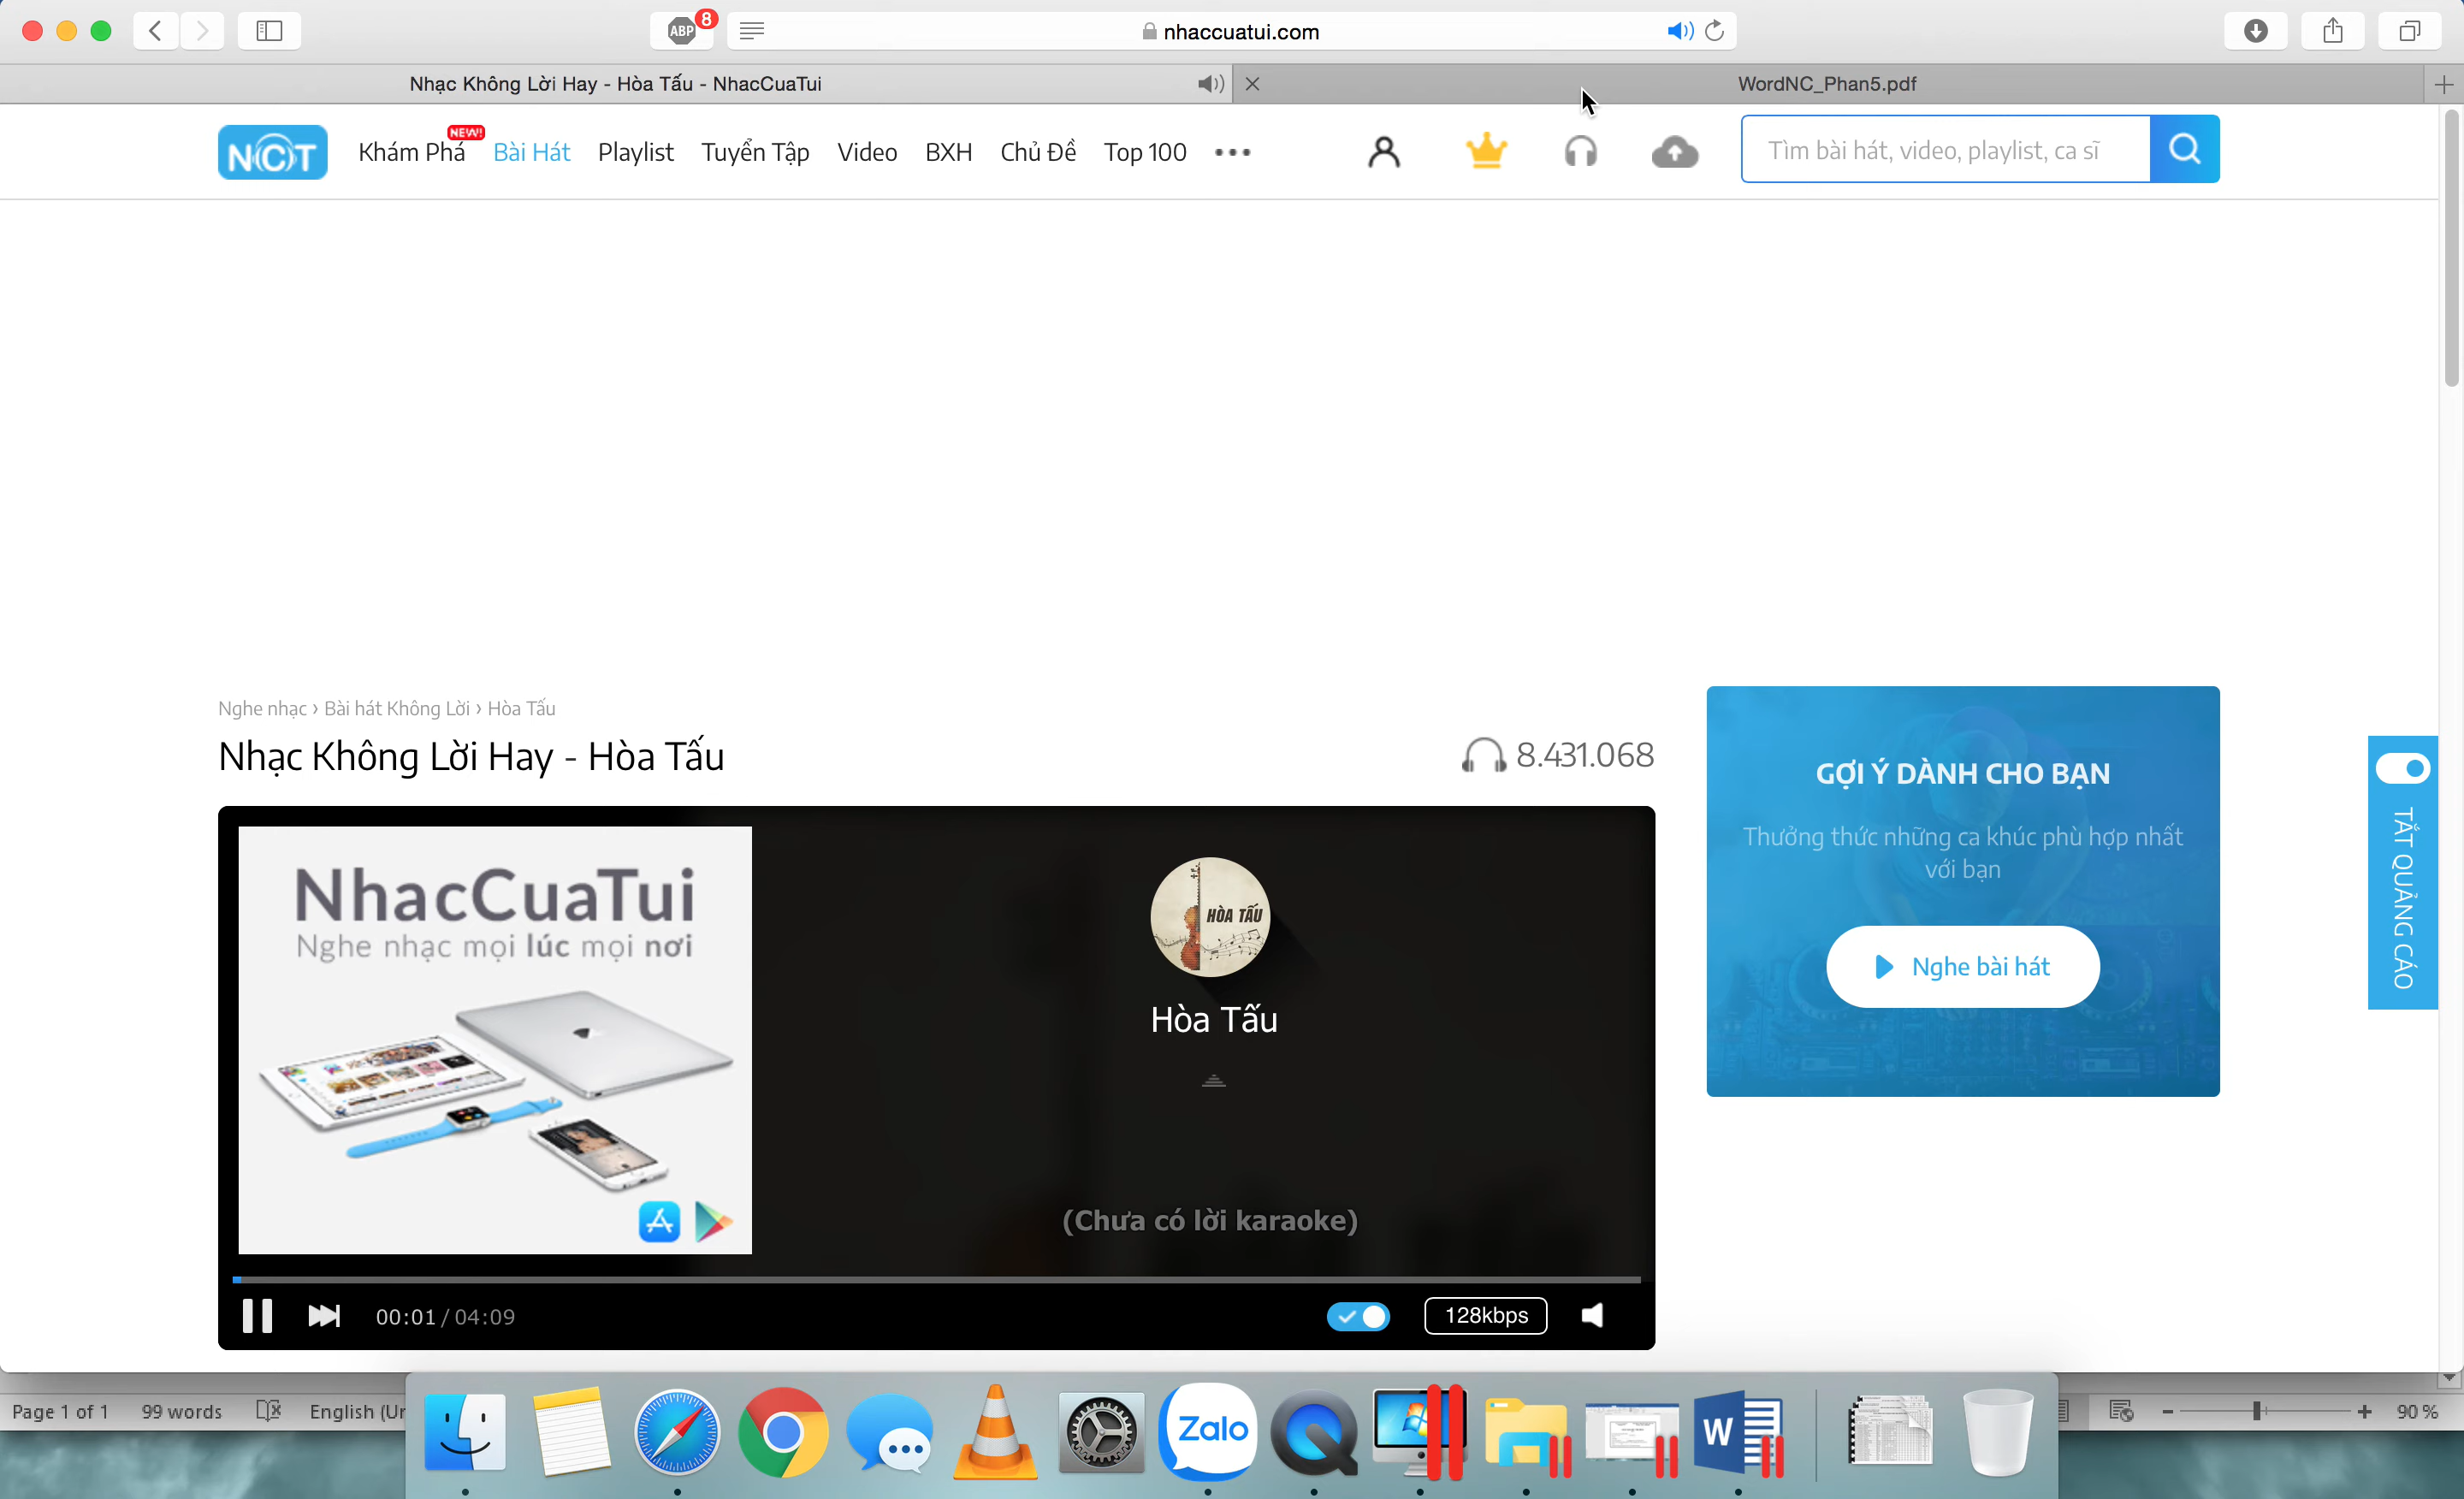 ABP
8
nhaccuatui.com
Nhạc Không Lời Hay - Hòa Tấu - NhacCuaTui
WordNC_Phan5.pdf
NCT
Khám Phá
NEW!
Bài Hát
Playlist
Tuyển Tập
Video
BXH
Chủ Đề
Top 100
Tìm bài hát, video, playlist, ca sĩ
Nghe nhạc › Bài hát Không Lời › Hòa Tấu
Nhạc Không Lời Hay - Hòa Tấu
8.431.068
NhacCuaTui
Nghe nhạc mọi lúc mọi nơi
HÒA TẤU
Hòa Tấu
(Chưa có lời karaoke)
00:01 / 04:09
128kbps
GỢI Ý DÀNH CHO BẠN
Thưởng thức những ca khúc phù hợp nhất
với bạn
Nghe bài hát
TẮT QUẢNG CÁO
Page 1 of 1
99 words
English (Un
Zalo
W
90 %